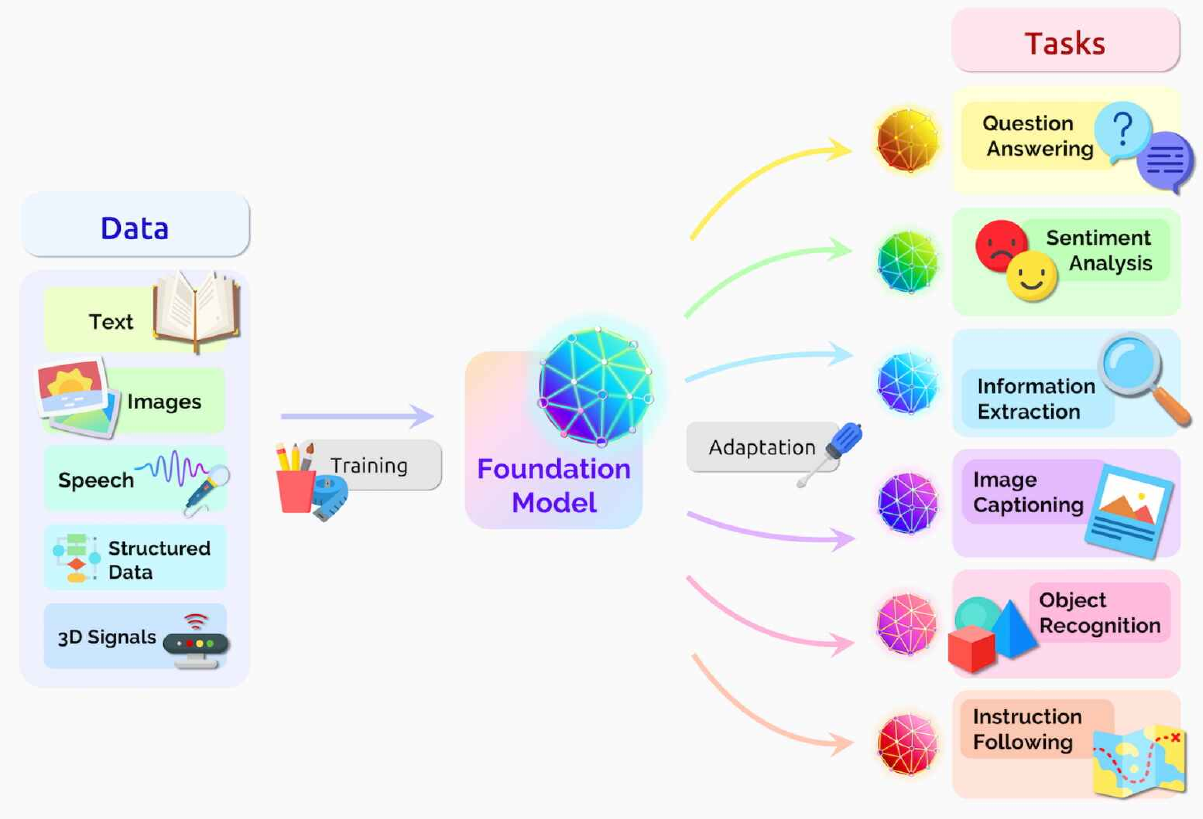 Data
Text
Images
Speech
Structured
Data
3D Signals
Training
Foundation
Model
Adaptation
Tasks
Question
Answering
?
Sentiment
Analysis
Information
Extraction
Image
Captioning
Object
Recognition
Instruction
Following